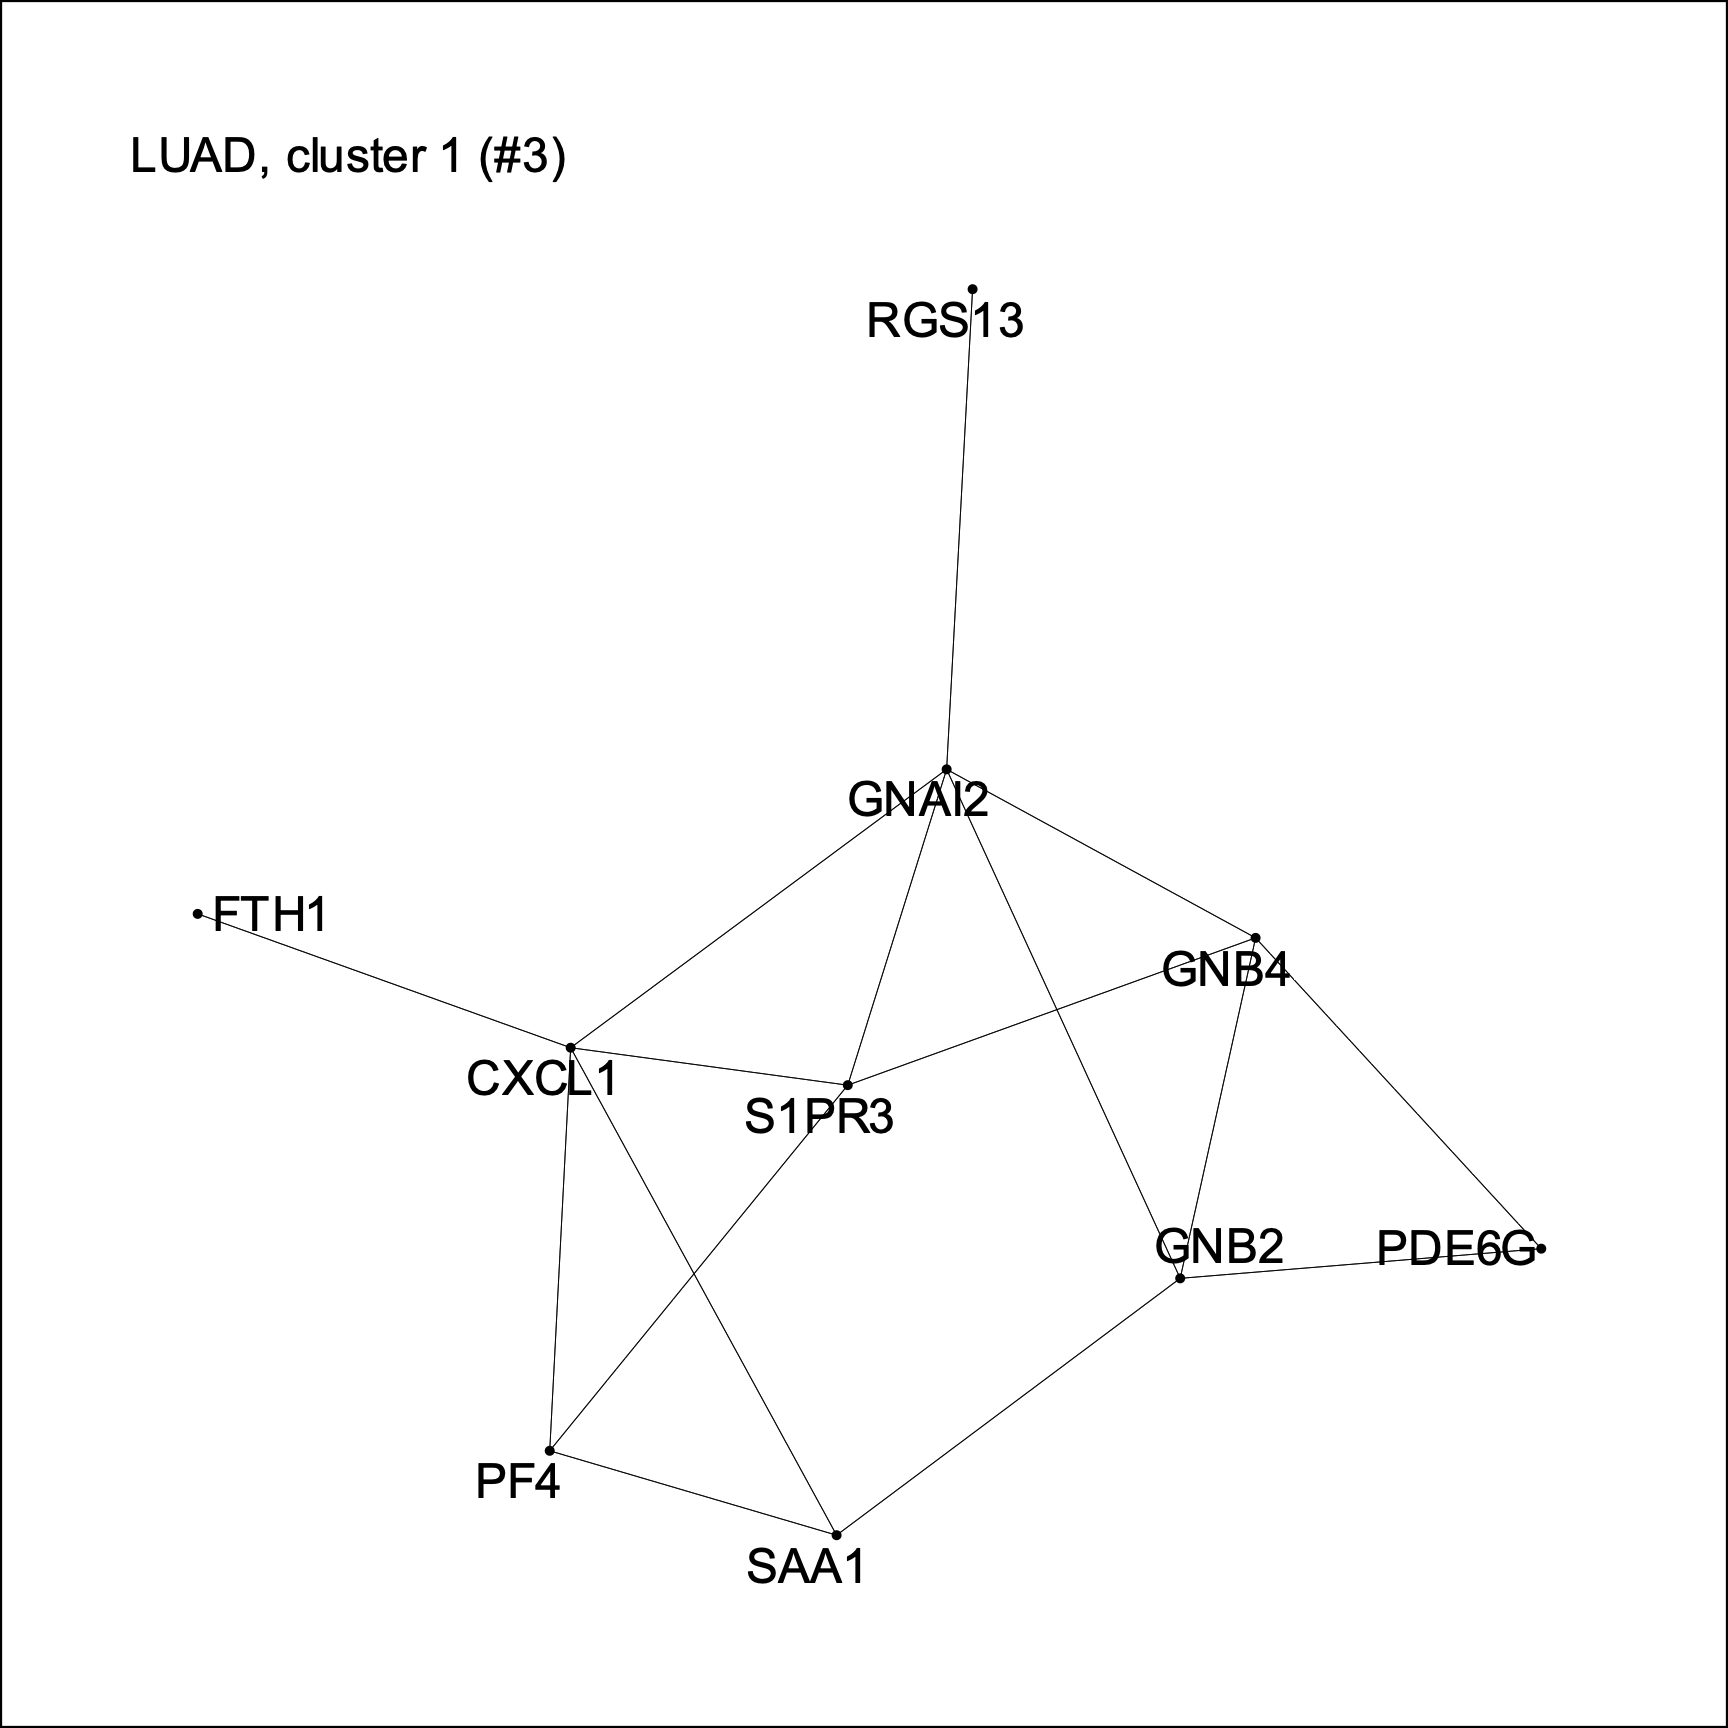 LUAD, cluster 1 (#3)
RGS13
GNAI2
FTH1
GNB4
CXCL1
S1PR3
GNB2
PDE6G
PF4
SAA1